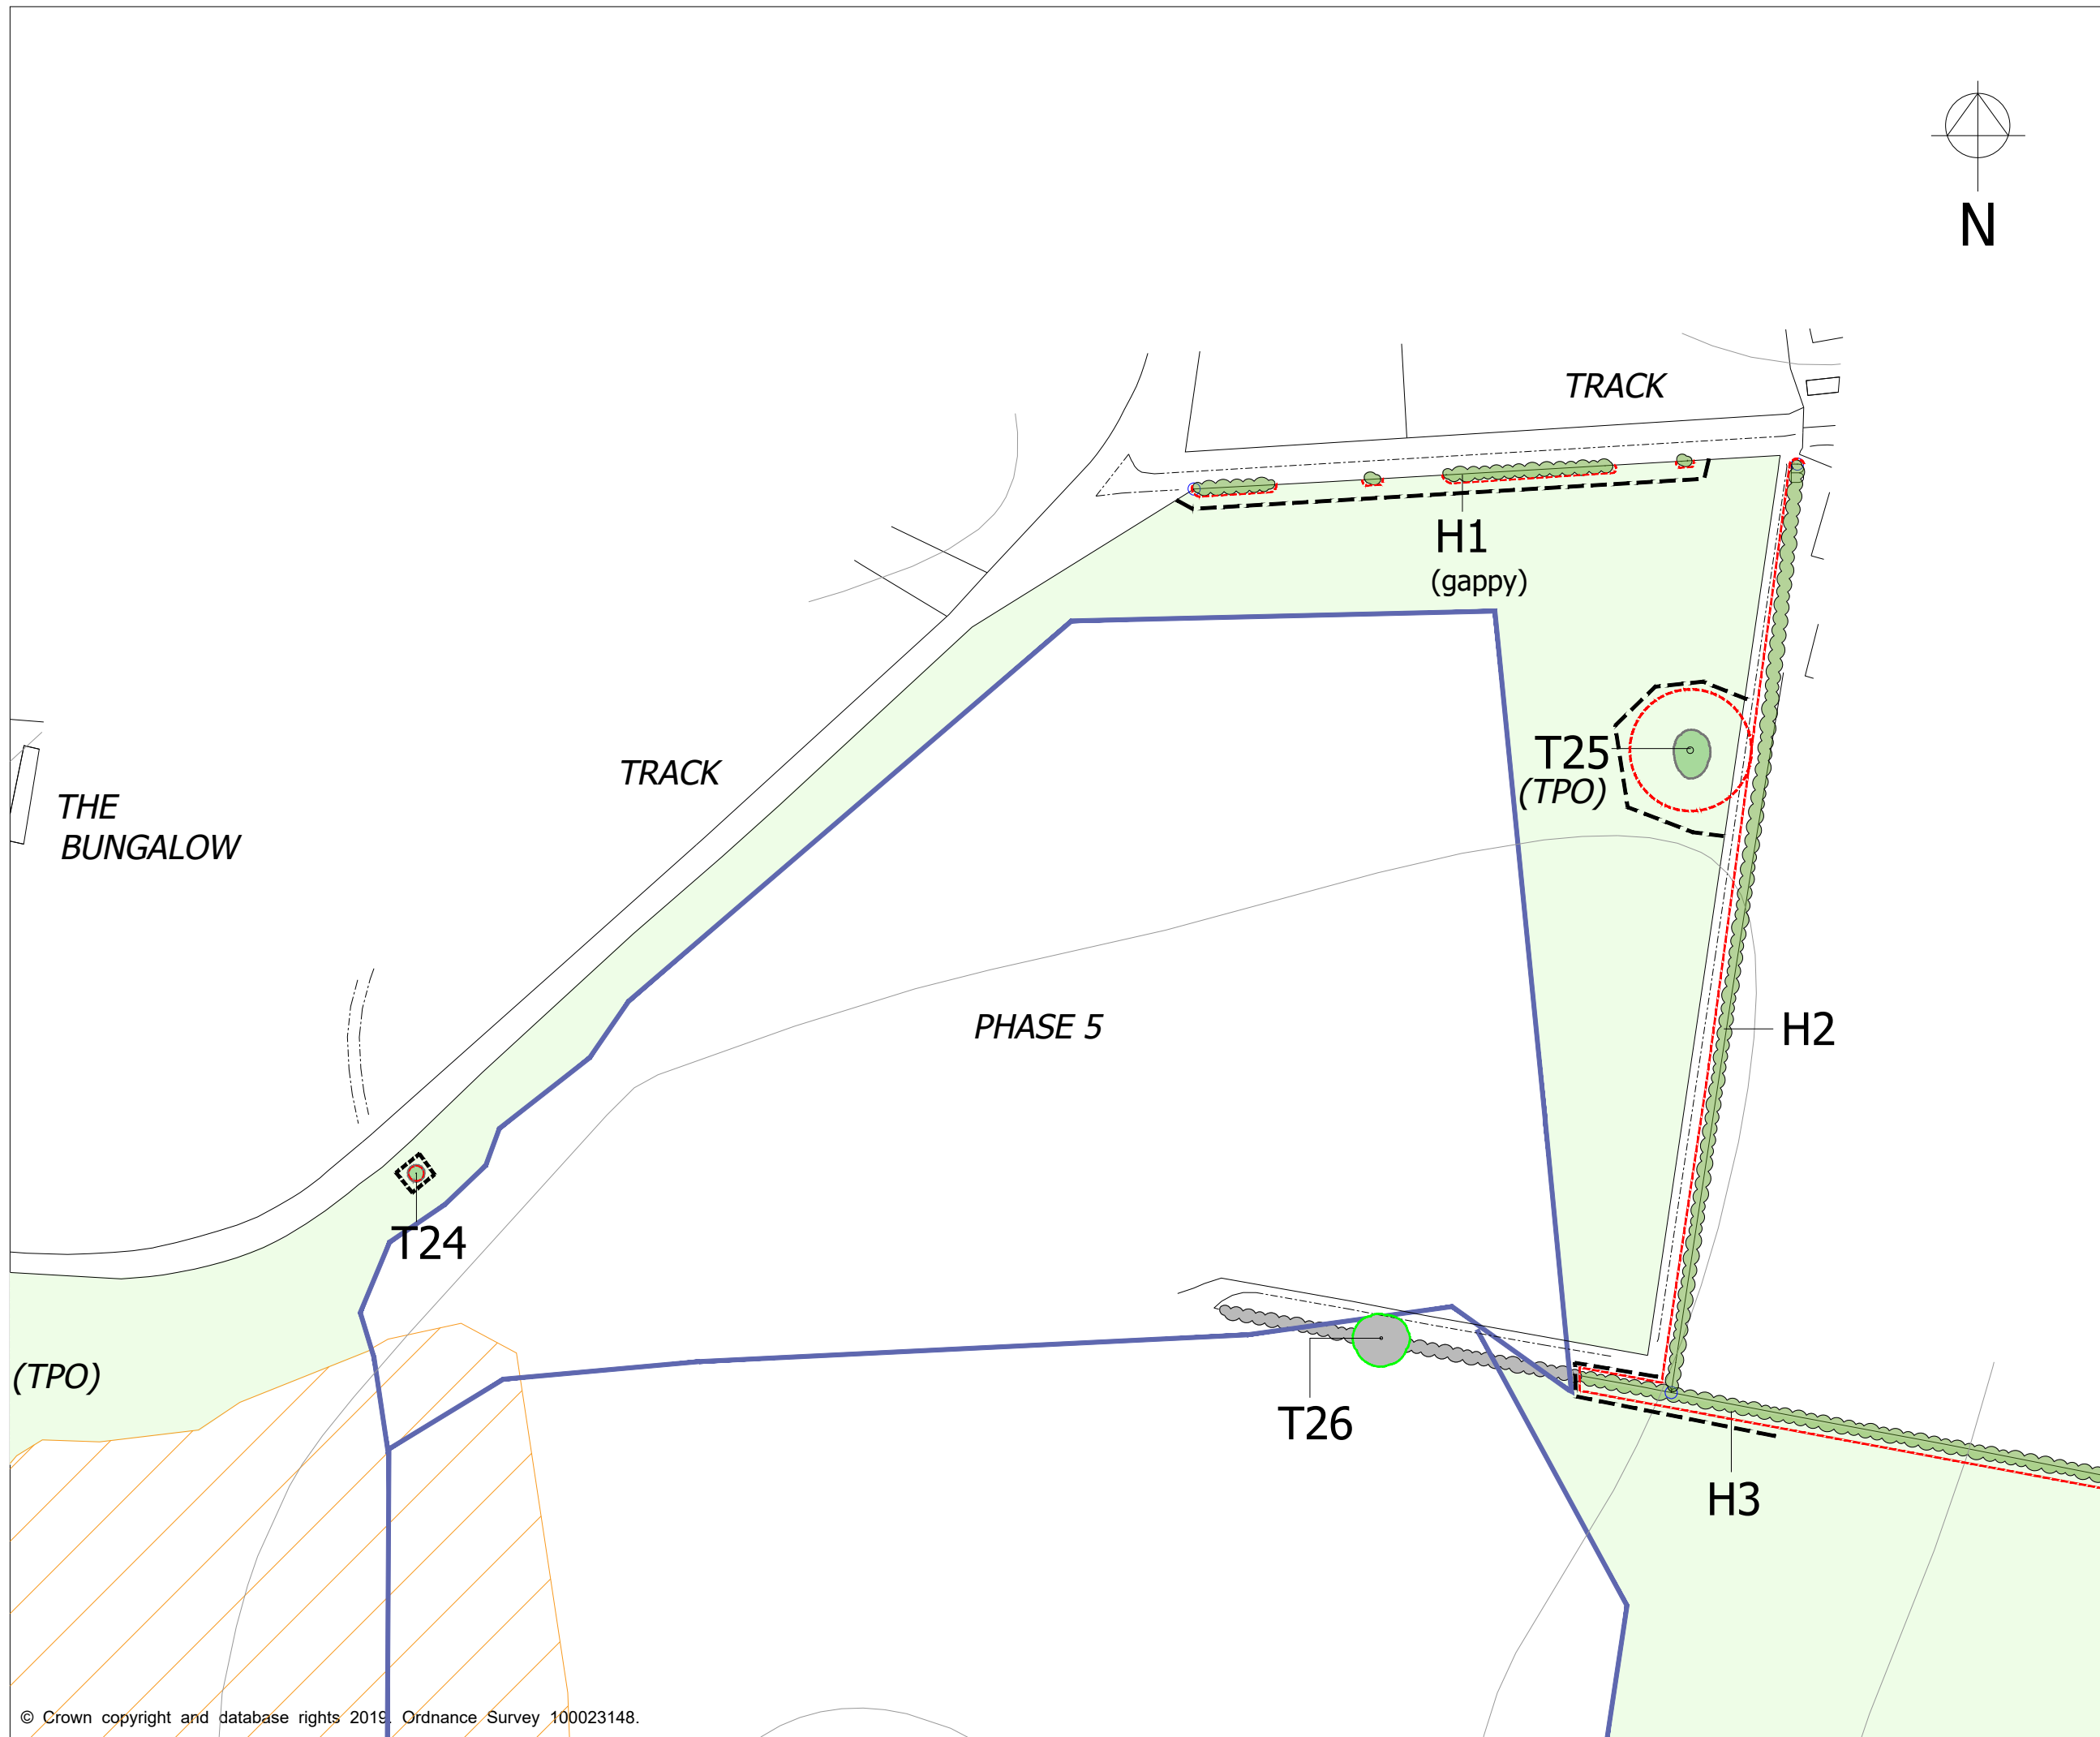 N
TRACK
H1
(gappy)
T25
(TPO)
TRACK
THE
BUNGALOW
PHASE 5
H2
T24
(TPO)
T26
H3
© Crown copyright and database rights 2019. Ordnance Survey 100023148.